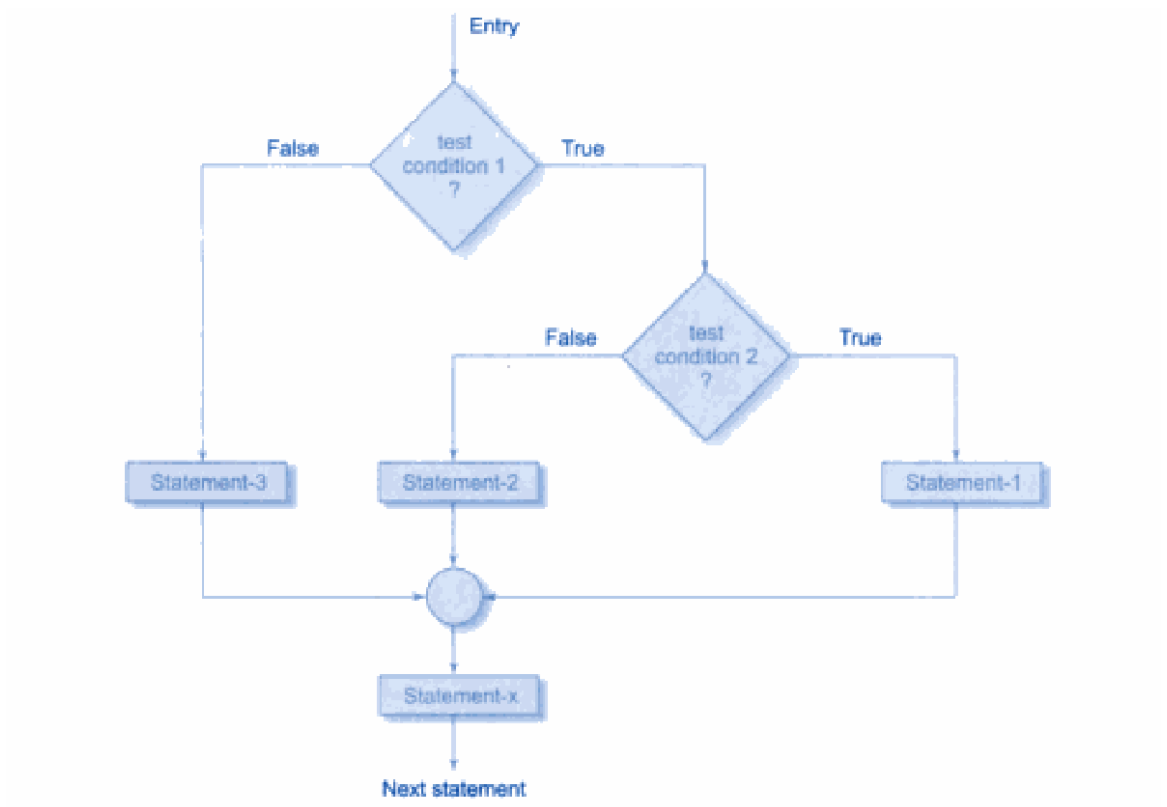 Entry
False
test
condition 1
?
True
False
test
condition 2
?
True
Statement-3
Statement-2
Statement-1
Statement-x
Next statement